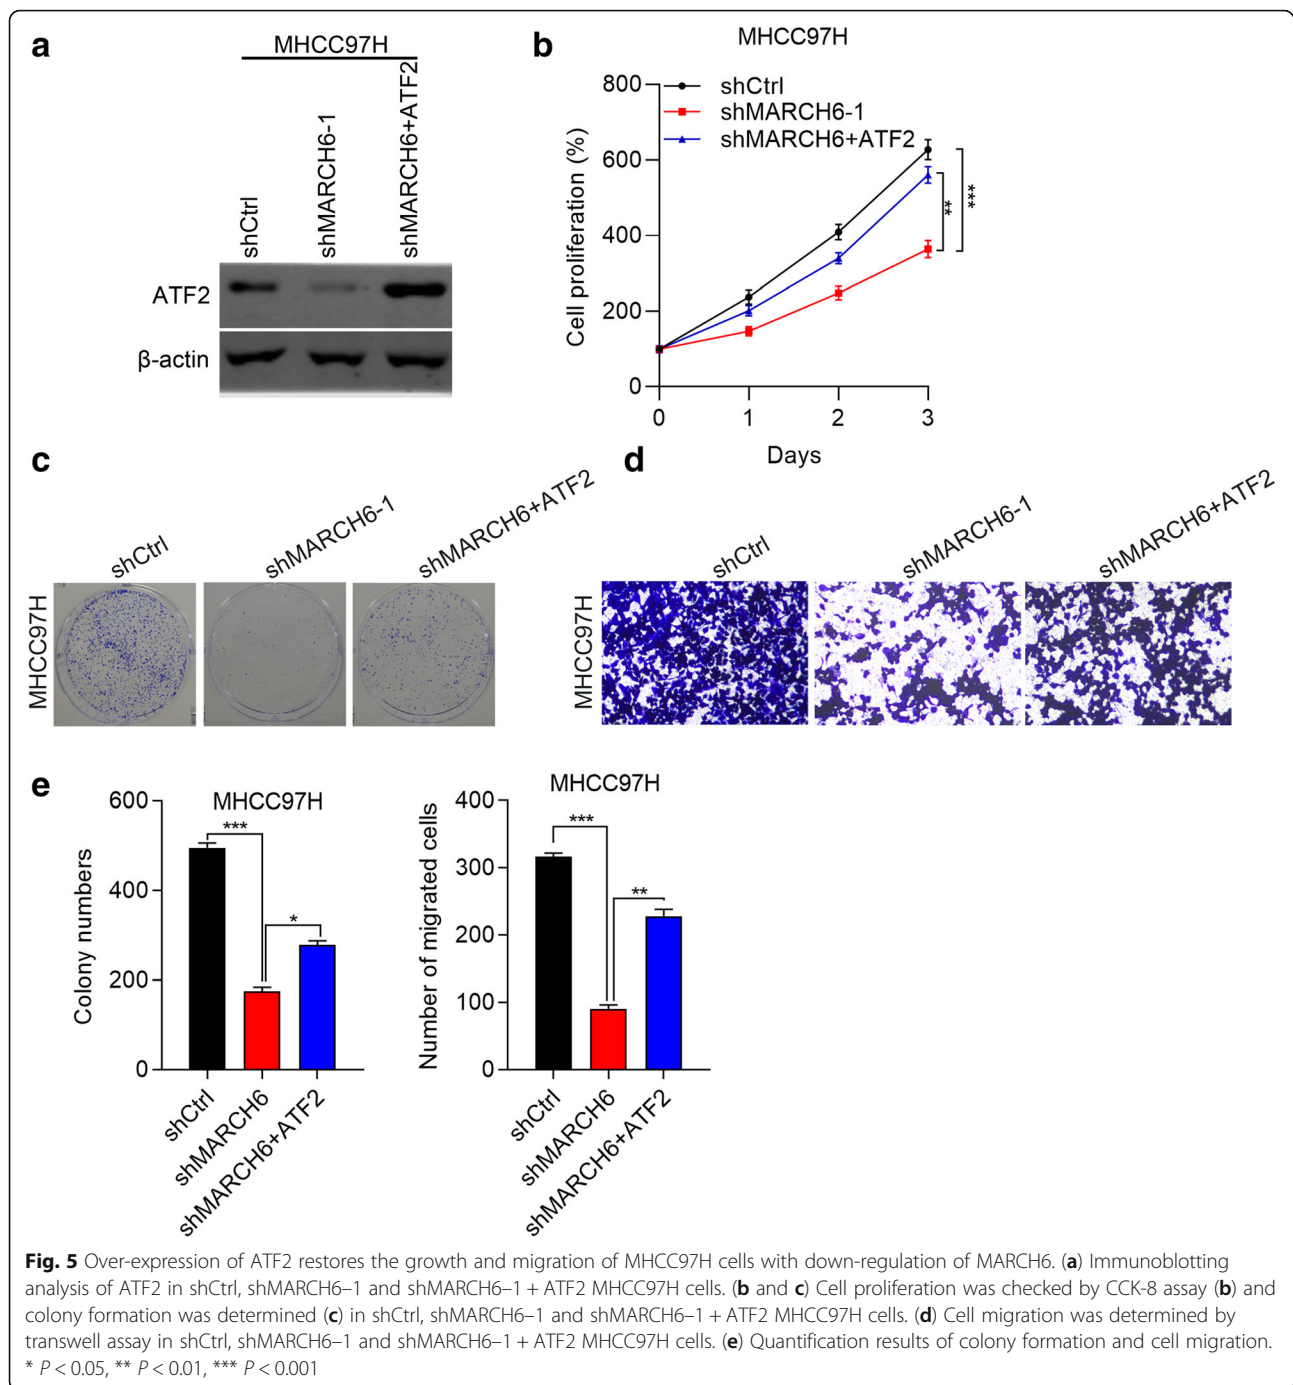 a
MHCC97H
shCtrl
shMARCH6-1
shMARCH6+ATF2
ATF2
β-actin
b
MHCC97H
shCtrl
shMARCH6-1
shMARCH6+ATF2
Cell proliferation (%)
800
600
400
200
0
0 1 2 3
Days
**
***
c
shCtrl
shMARCH6-1
shMARCH6+ATF2
MHCC97H
d
shCtrl
shMARCH6-1
shMARCH6+ATF2
MHCC97H
e
MHCC97H
Colony numbers
600
400
200
0
***
*
shCtrl
shMARCH6
shMARCH6+ATF2
MHCC97H
Number of migrated cells
400
300
200
100
0
***
**
shCtrl
shMARCH6
shMARCH6+ATF2
Fig. 5 Over-expression of ATF2 restores the growth and migration of MHCC97H cells with down-regulation of MARCH6. (a) Immunoblotting
analysis of ATF2 in shCtrl, shMARCH6–1 and shMARCH6–1 + ATF2 MHCC97H cells. (b and c) Cell proliferation was checked by CCK-8 assay (b) and
colony formation was determined (c) in shCtrl, shMARCH6–1 and shMARCH6–1 + ATF2 MHCC97H cells. (d) Cell migration was determined by
transwell assay in shCtrl, shMARCH6–1 and shMARCH6–1 + ATF2 MHCC97H cells. (e) Quantification results of colony formation and cell migration.
* P < 0.05, ** P < 0.01, *** P < 0.001